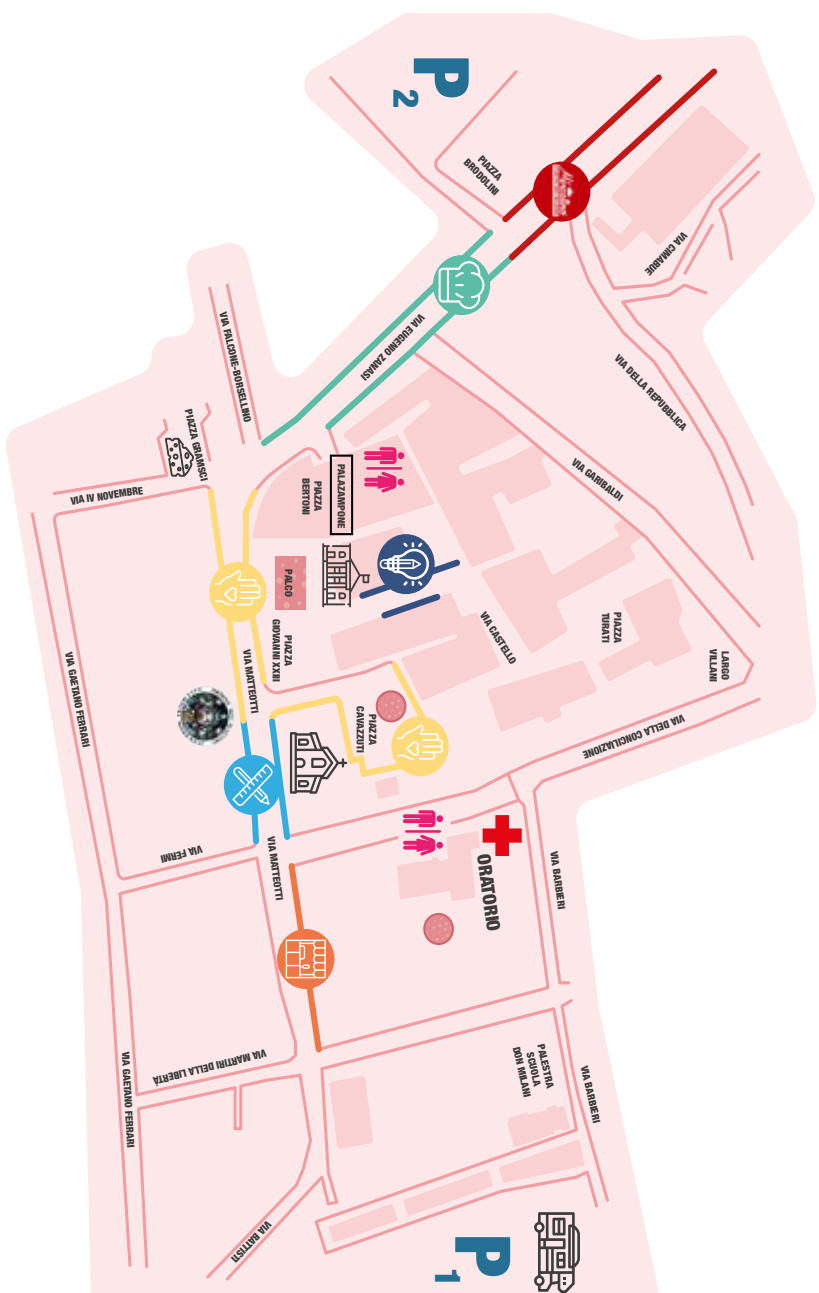 P
2
PIAZZA
BRODOLINI
VIA CIMABUE
VIA EUGENIO ZANASI
VIA DELLA REPUBBLICA
VIA FALCONE-BORSELLINO
PIAZZA GRAMSCI
VIA IV NOVEMBRE
PIAZZA
BERTONI
PALAZAMPONE
VIA GARIBALDI
PALCO
PIAZZA
GIOVANNI XXIII
VIA CASTELLO
PIAZZA
TURATI
LARGO
VILLANI
VIA GAETANO FERRARI
VIA MATTEOTTI
PIAZZA
CAVAZZUTI
VIA DELLA CONCILIAZIONE
VIA FERMI
VIA MATTEOTTI
ORATORIO
VIA BARBIERI
VIA MARTIRI DELLA LIBERTÀ
VIA GAETANO FERRARI
PALESTRA
SCUOLA
DON MILANI
VIA BARBIERI
VIA BATTISTI
P
1